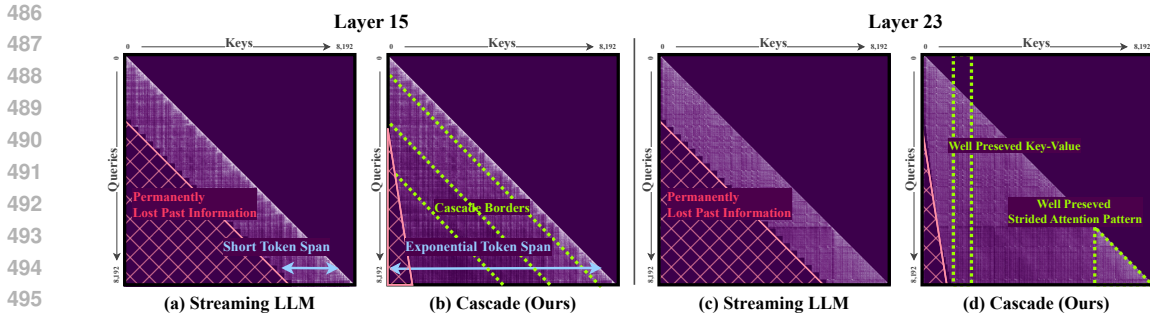 486
487
488
489
490
491
492
493
494
495
Layer 15
Layer 23
0 Keys 8,192
0 Keys 8,192
0 Keys 8,192
0 Keys 8,192
0 Queries 8,192
0 Queries 8,192
0 Queries 8,192
0 Queries 8,192
Permanently
Lost Past Information
Short Token Span
Cascade Borders
Exponential Token Span
Permanently
Lost Past Information
Well Preseved Key-Value
Well Preseved
Strided Attention Pattern
(a) Streaming LLM
(b) Cascade (Ours)
(c) Streaming LLM
(d) Cascade (Ours)